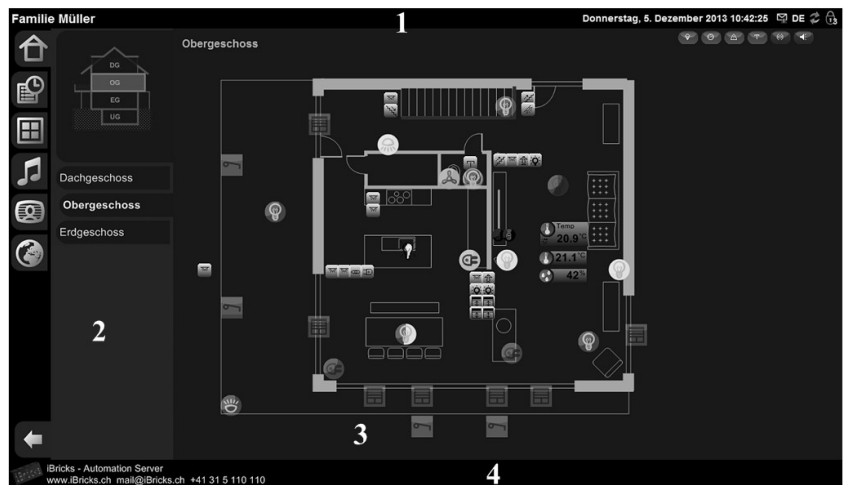 Familie Müller
1
Donnerstag, 5. Dezember 2013 10:42:25 DE
3
Obergeschoss
DG
OG
EG
UG
Dachgeschoss
Obergeschoss
Erdgeschoss
Temp
20.9 °C
21.1 °C
42 %
2
3
4
iBricks - Automation Server
www.iBricks.ch mail@iBricks.ch +41 31 5 110 110